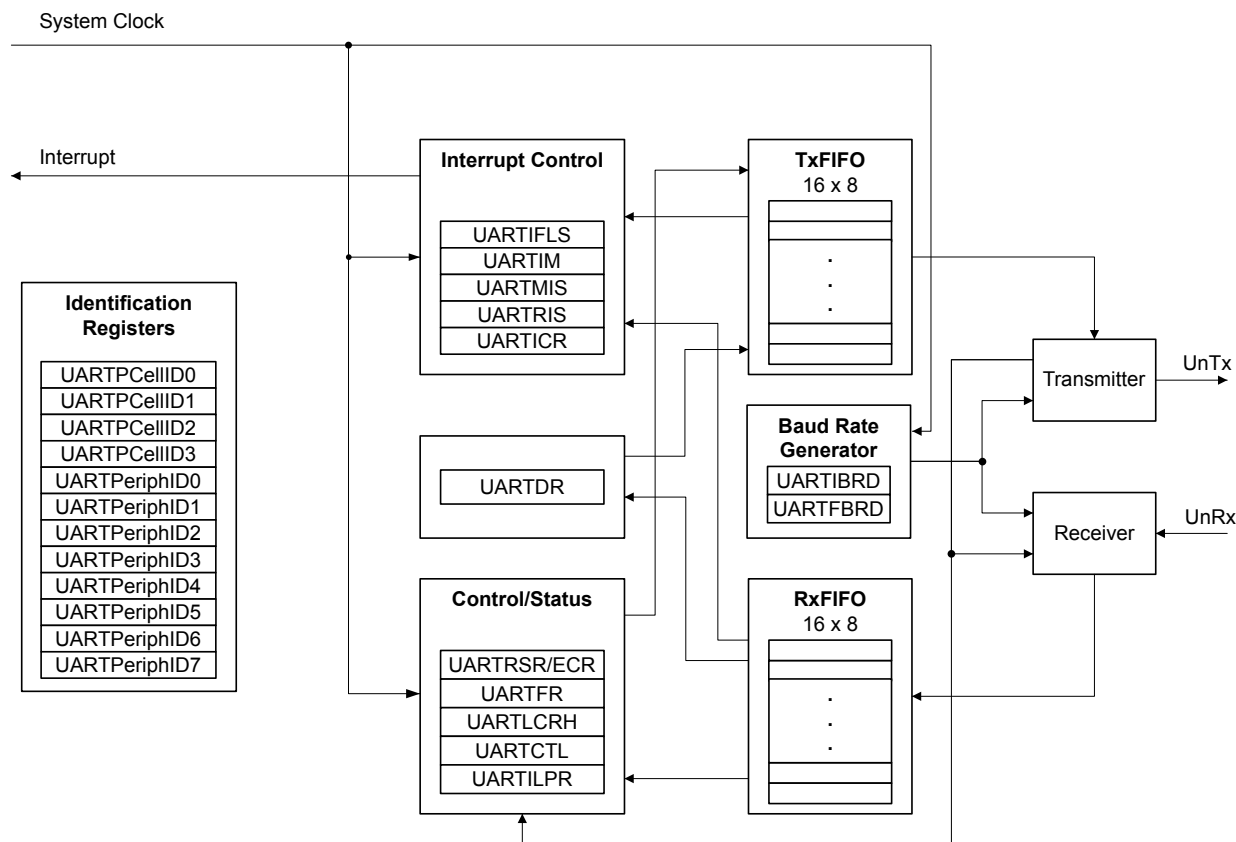 System Clock
Interrupt
Identification
Registers
UARTPCellID0
UARTPCellID1
UARTPCellID2
UARTPCellID3
UARTPeriphID0
UARTPeriphID1
UARTPeriphID2
UARTPeriphID3
UARTPeriphID4
UARTPeriphID5
UARTPeriphID6
UARTPeriphID7
Interrupt Control
UARTIFLS
UARTIM
UARTMIS
UARTRIS
UARTICR
UARTDR
Control/Status
UARTRSR/ECR
UARTFR
UARTLCRH
UARTCTL
UARTILPR
TxFIFO
16 x 8
.
.
.
Baud Rate
Generator
UARTIBRD
UARTFBRD
RxFIFO
16 x 8
.
.
.
Transmitter
UnTx
Receiver
UnRx